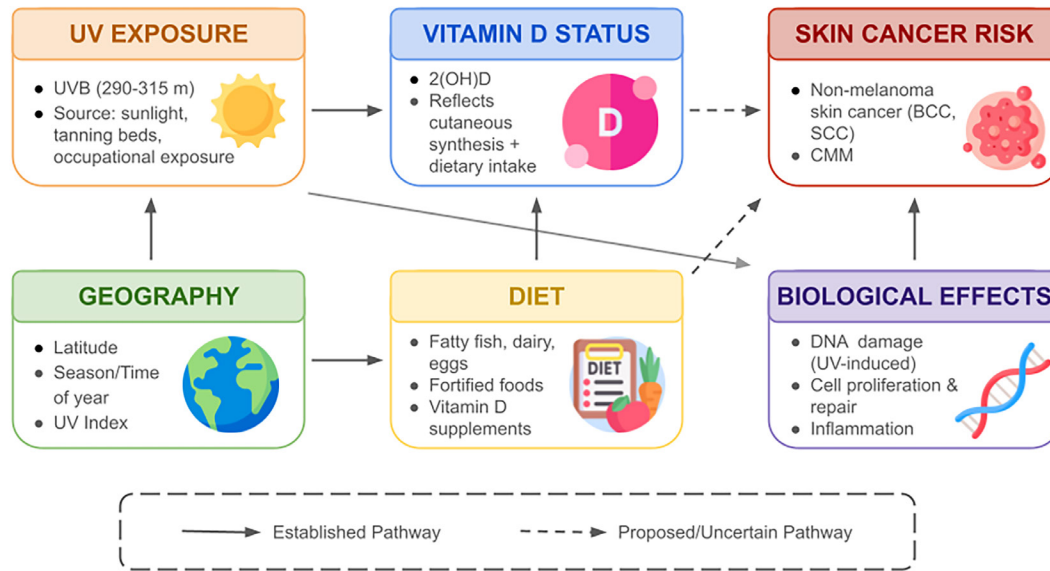 UV EXPOSURE
UVB (290-315 m)
Source: sunlight,
tanning beds,
occupational exposure
VITAMIN D STATUS
2(OH)D
Reflects
cutaneous
synthesis +
dietary intake
D
SKIN CANCER RISK
Non-melanoma
skin cancer (BCC,
SCC)
CMM
GEOGRAPHY
Latitude
Season/Time
of year
UV Index
DIET
Fatty fish, dairy,
eggs
Fortified foods
Vitamin D
supplements
DIET
BIOLOGICAL EFFECTS
DNA damage
(UV-induced)
Cell proliferation &
repair
Inflammation
Established Pathway
Proposed/Uncertain Pathway